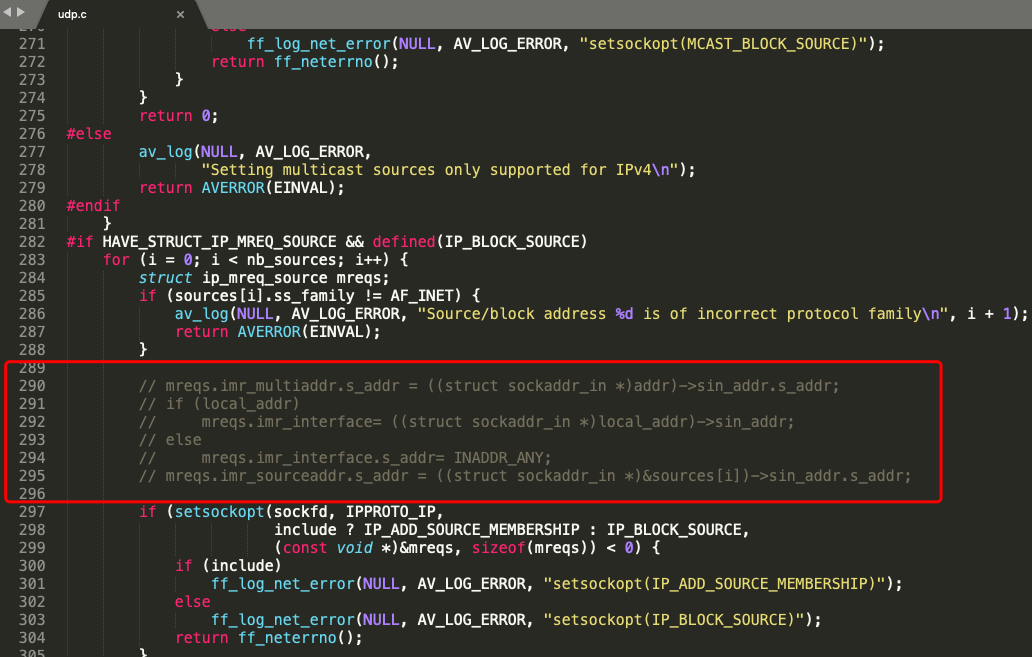 udp.c
270 else
271 ff_log_net_error(NULL, AV_LOG_ERROR, "setsockopt(MCAST_BLOCK_SOURCE)");
272 return ff_neterrno();
273 }
274 }
275 return 0;
276 #else
277 av_log(NULL, AV_LOG_ERROR,
278 "Setting multicast sources only supported for IPv4\n");
279 return AVERROR(EINVAL);
280 #endif
281 }
282 #if HAVE_STRUCT_IP_MREQ_SOURCE && defined(IP_BLOCK_SOURCE)
283 for (i = 0; i < nb_sources; i++) {
284 struct ip_mreq_source mreqs;
285 if (sources[i].ss_family != AF_INET) {
286 av_log(NULL, AV_LOG_ERROR, "Source/block address %d is of incorrect protocol family\n", i + 1);
287 return AVERROR(EINVAL);
288 }
289
290 // mreqs.imr_multiaddr.s_addr = ((struct sockaddr_in *)addr)->sin_addr.s_addr;
291 // if (local_addr)
292 // mreqs.imr_interface= ((struct sockaddr_in *)local_addr)->sin_addr;
293 // else
294 // mreqs.imr_interface.s_addr= INADDR_ANY;
295 // mreqs.imr_sourceaddr.s_addr = ((struct sockaddr_in *)&sources[i])->sin_addr.s_addr;
296
297 if (setsockopt(sockfd, IPPROTO_IP,
298 include ? IP_ADD_SOURCE_MEMBERSHIP : IP_BLOCK_SOURCE,
299 (const void *)&mreqs, sizeof(mreqs)) < 0) {
300 if (include)
301 ff_log_net_error(NULL, AV_LOG_ERROR, "setsockopt(IP_ADD_SOURCE_MEMBERSHIP)");
302 else
303 ff_log_net_error(NULL, AV_LOG_ERROR, "setsockopt(IP_BLOCK_SOURCE)");
304 return ff_neterrno();
305 }